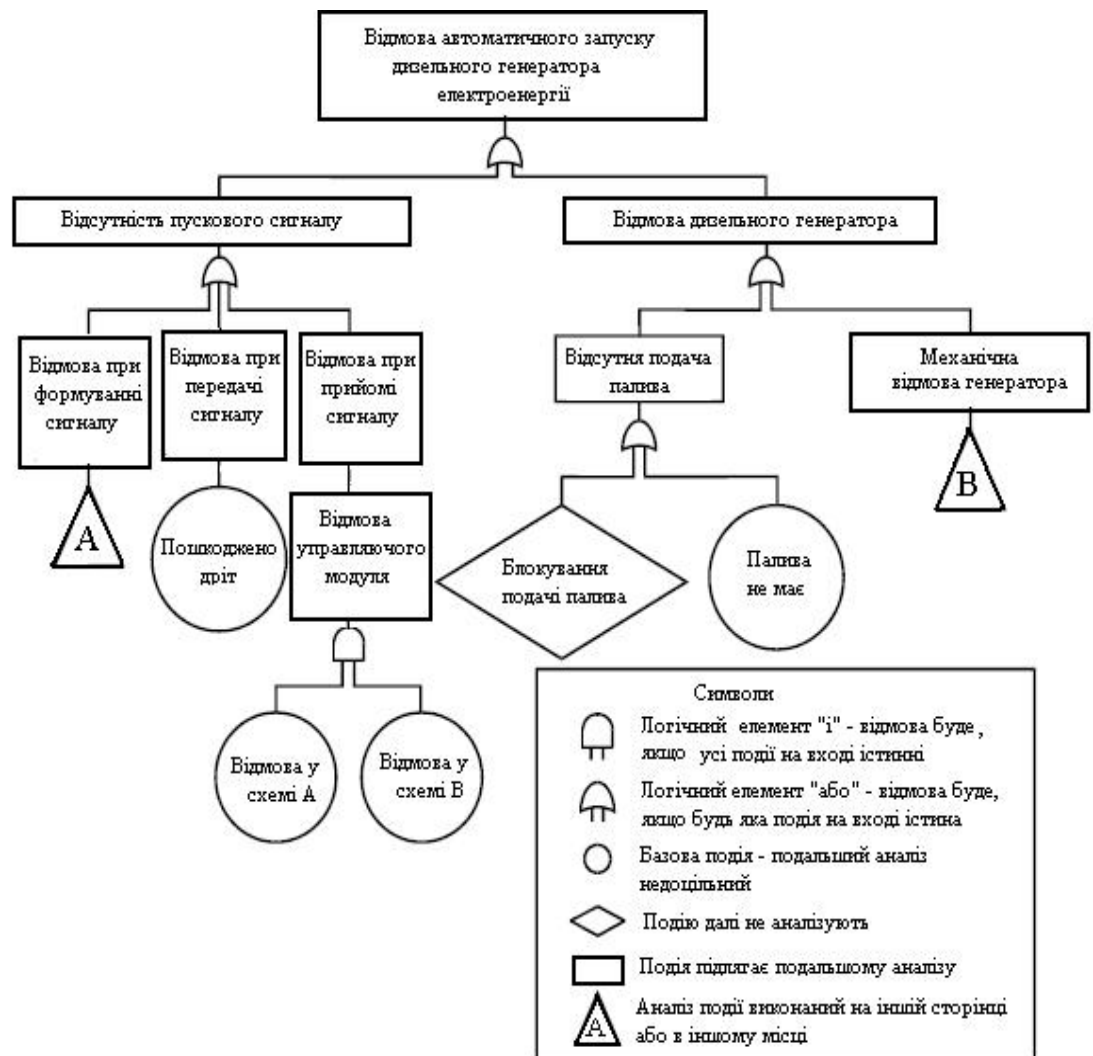 Відмова автоматичного запуску
дизельного генератора
електроенергії
Відсутність пускового сигналу
Відмова дизельного генератора
Відмова при
формуванні
сигналу
Відмова при
передачі
сигналу
Відмова при
прийомі
сигналу
Відсутня подача
палива
Механічна
відмова генератора
A
Пошкоджено
дріт
Відмова
управляючого
модуля
Блокування
подачі палива
Палива
не має
B
Відмова у
схемі А
Відмова у
схемі В
Символи
Логічний елемент "і" - відмова буде,
якщо усі події на вході істинні
Логічний елемент "або" - відмова буде,
якщо будь яка подія на вході істина
Базова подія - подальший аналіз
недоцільний
Подію далі не аналізують
Подія підлягає подальшому аналізу
A
Аналіз події виконаний на іншій сторінці
або в іншому місці